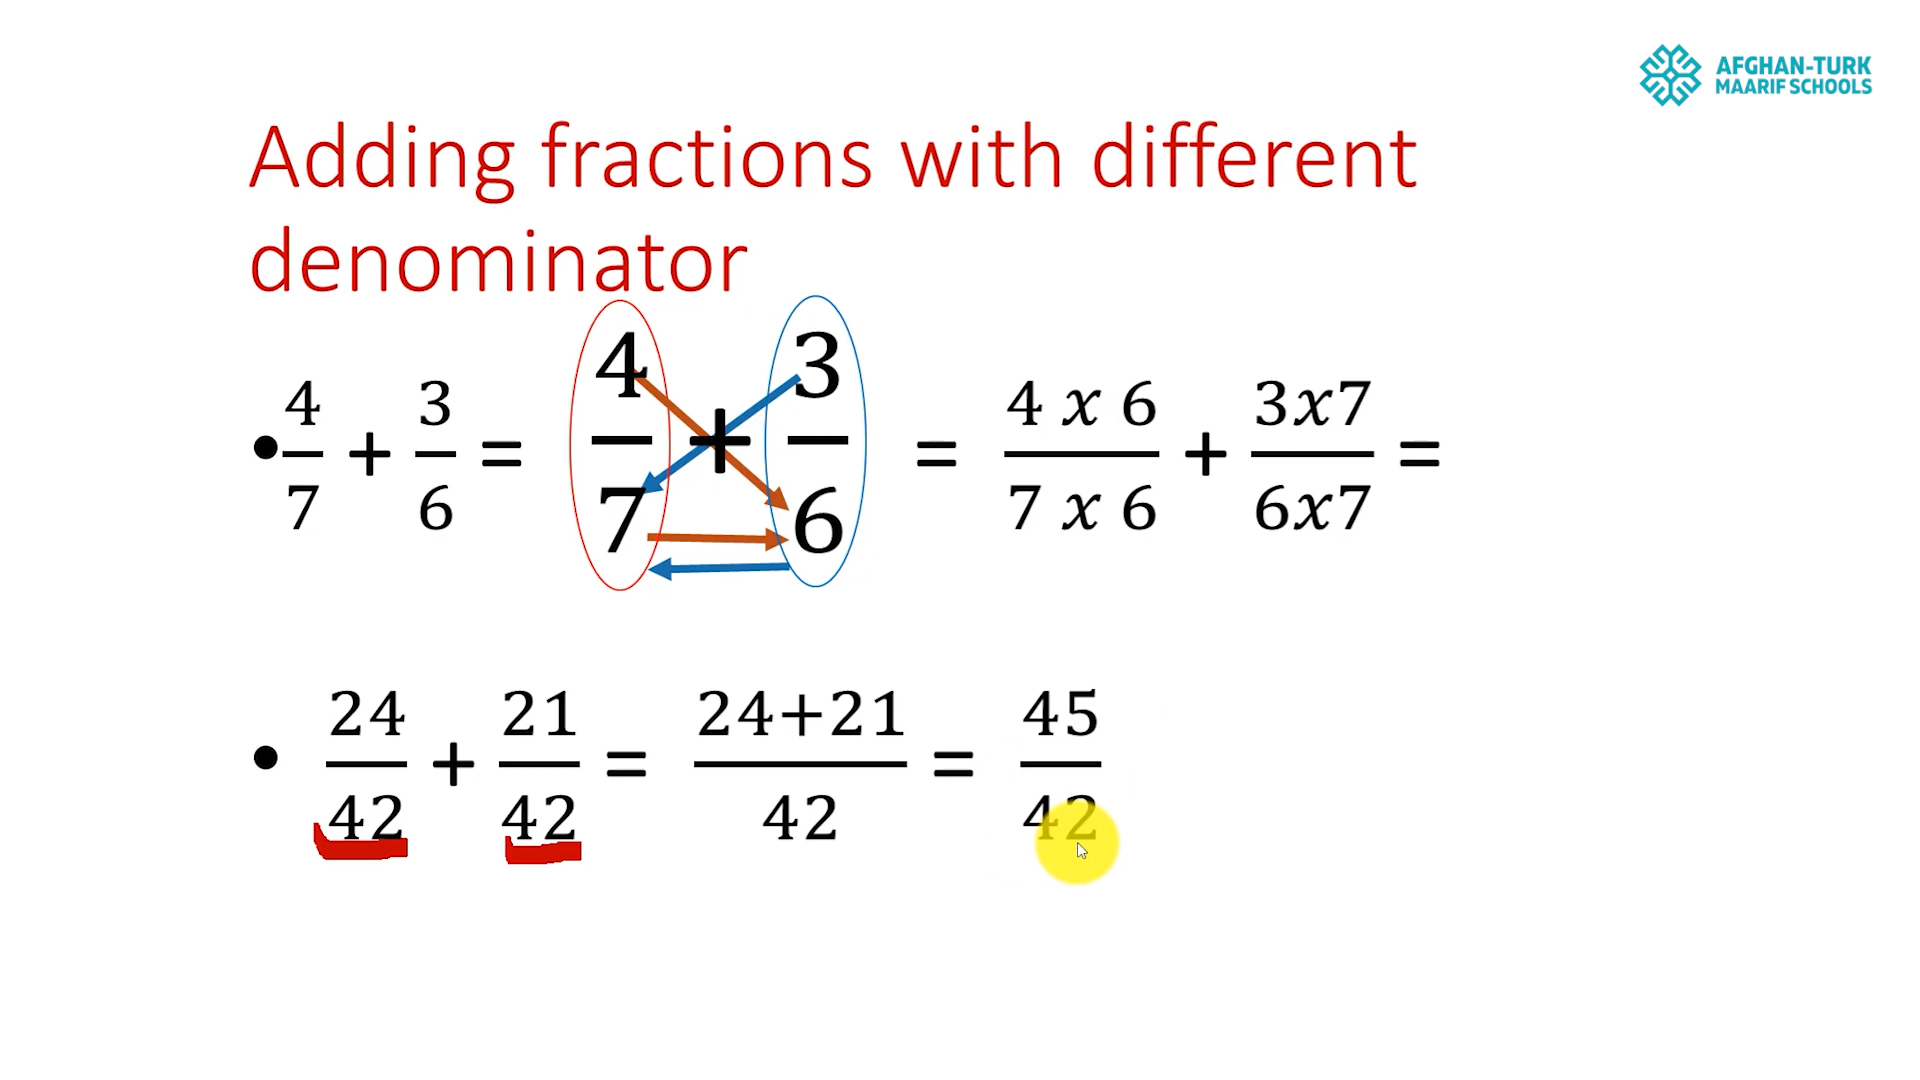 AFGHAN-TURK
MAARIF SCHOOLS
Adding fractions with different
denominator
• 4/7 + 3/6 = 4/7 + 3/6 = 4 x 6/7 x 6 + 3x7/6x7 =
• 24/42 + 21/42 = 24+21/42 = 45/42